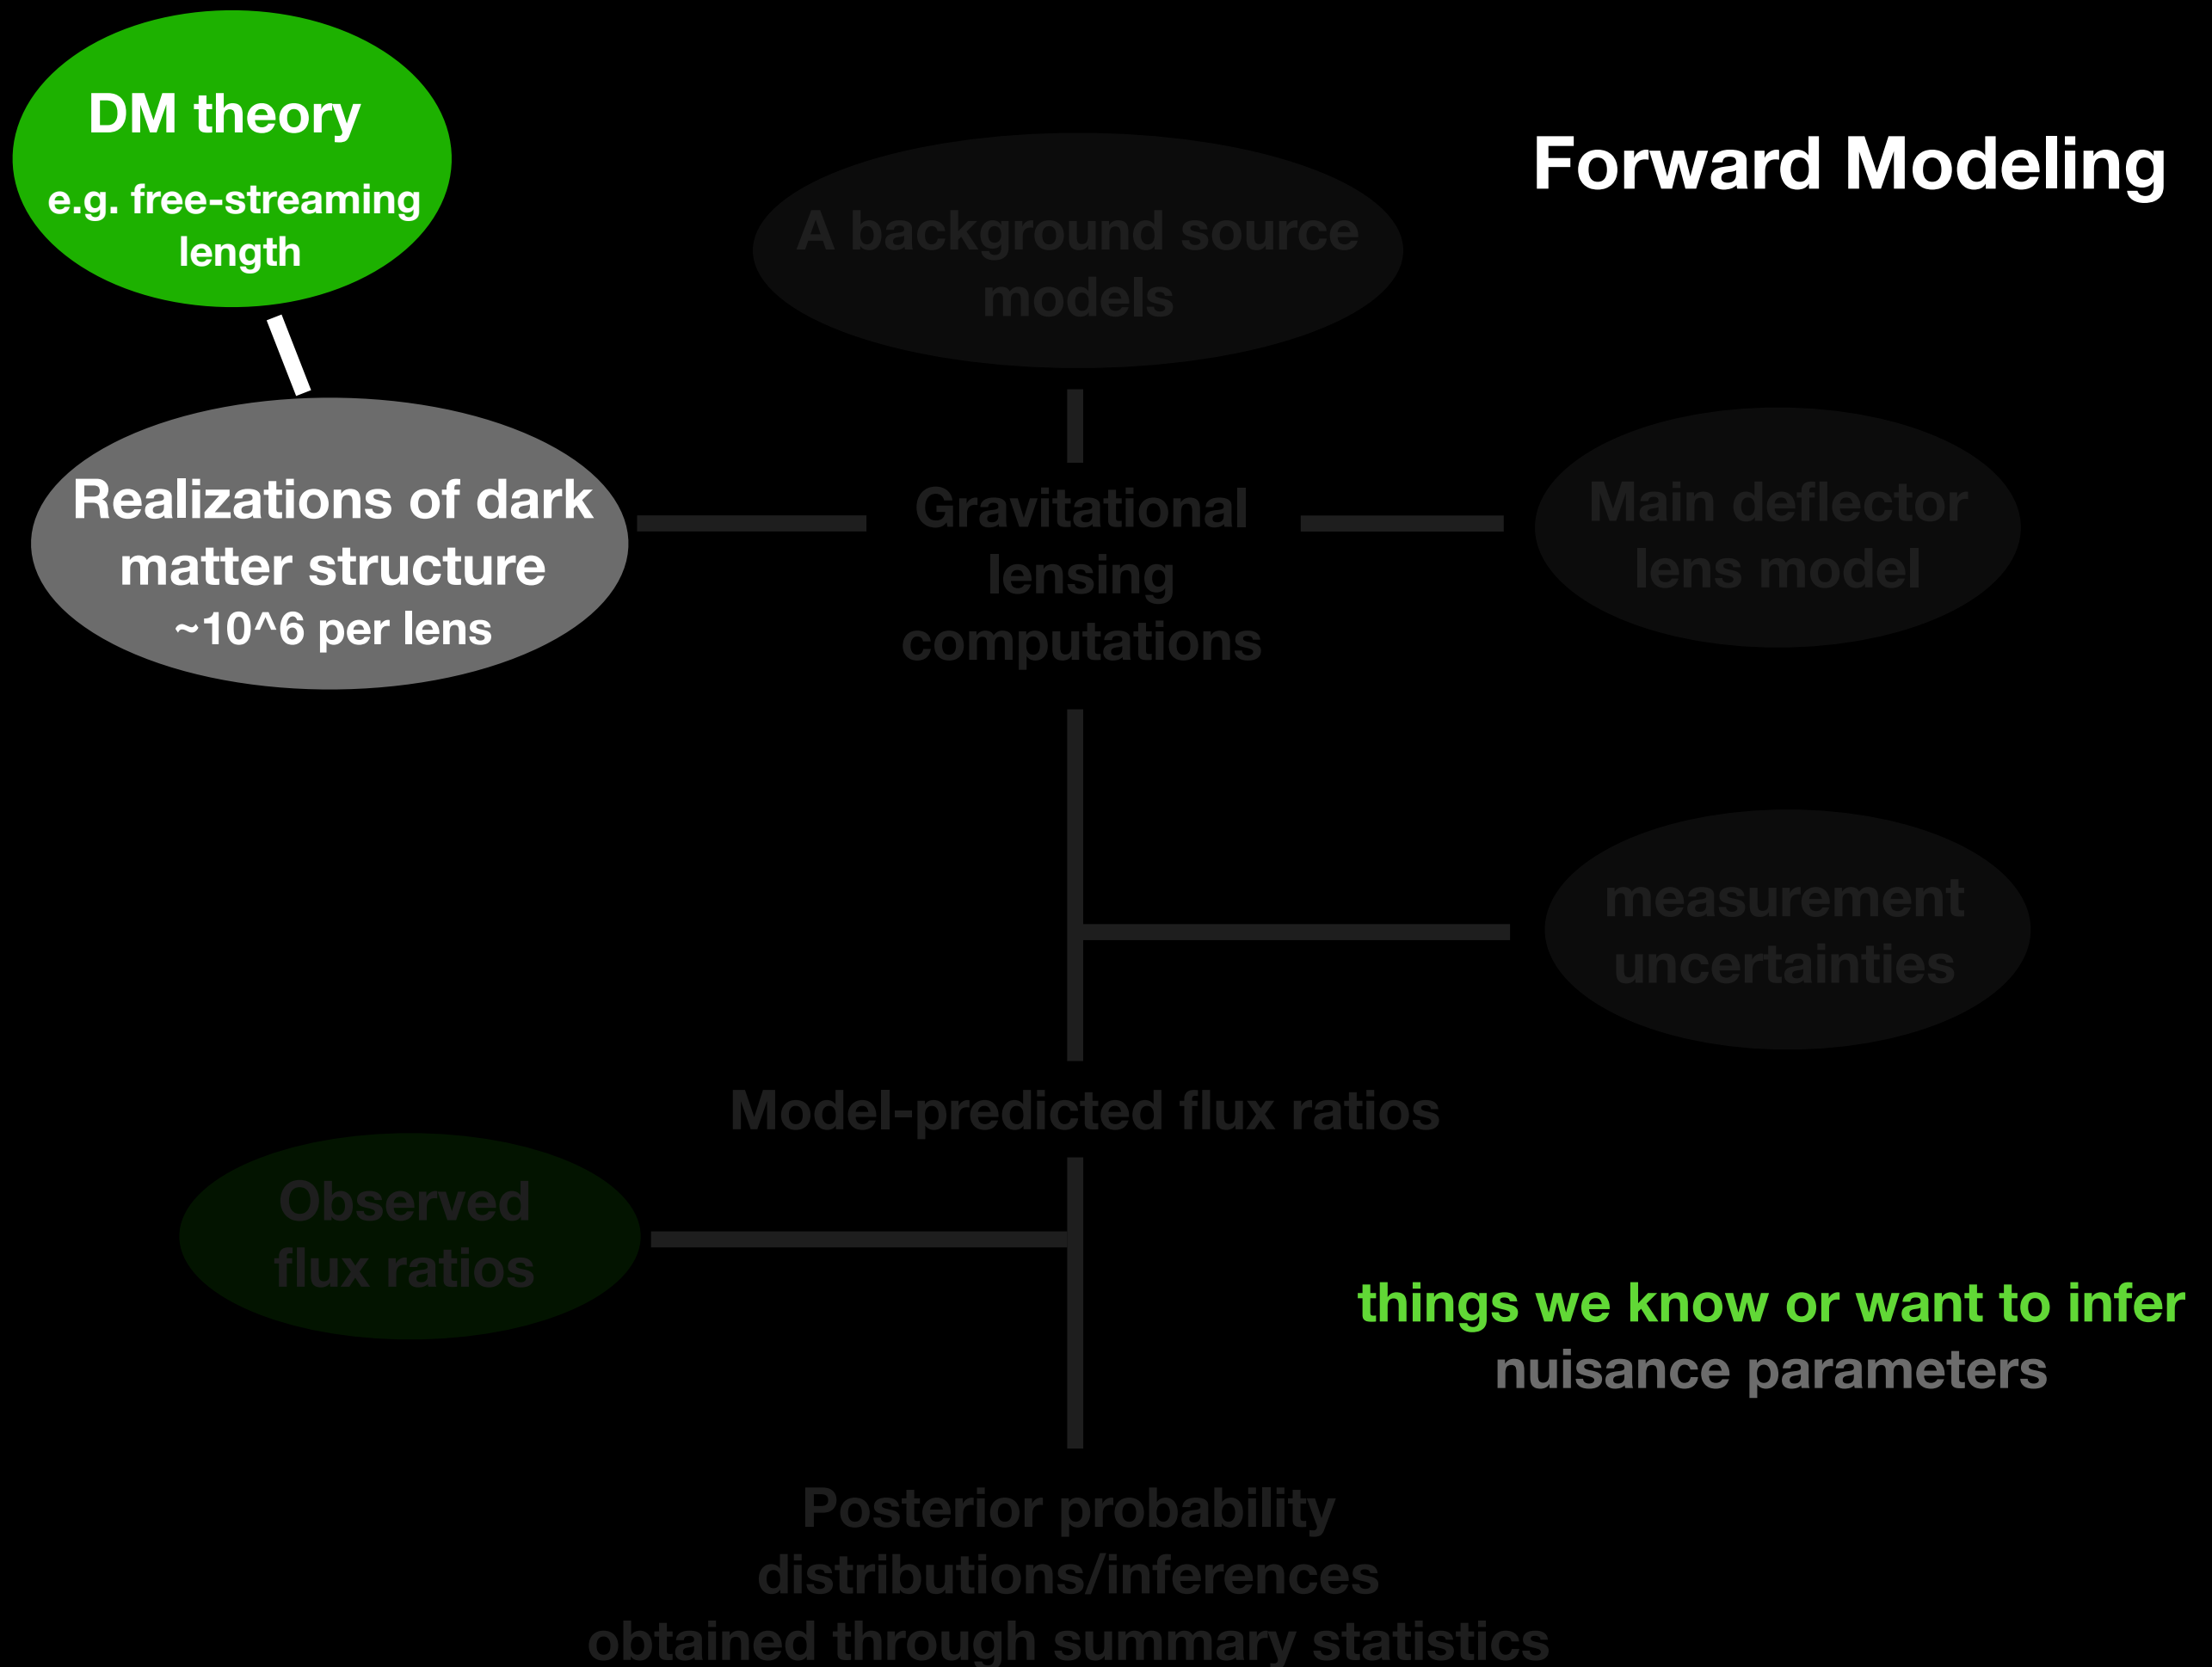 DM theory
e.g. free-streaming
length
Forward Modeling
A background source
models
Realizations of dark
matter structure
~10^6 per lens
Gravitational
lensing
computations
Main deflector
lens model
measurement
uncertainties
Model-predicted flux ratios
Observed
flux ratios
things we know or want to infer
nuisance parameters
Posterior probability
distributions/inferences
obtained through summary statistics